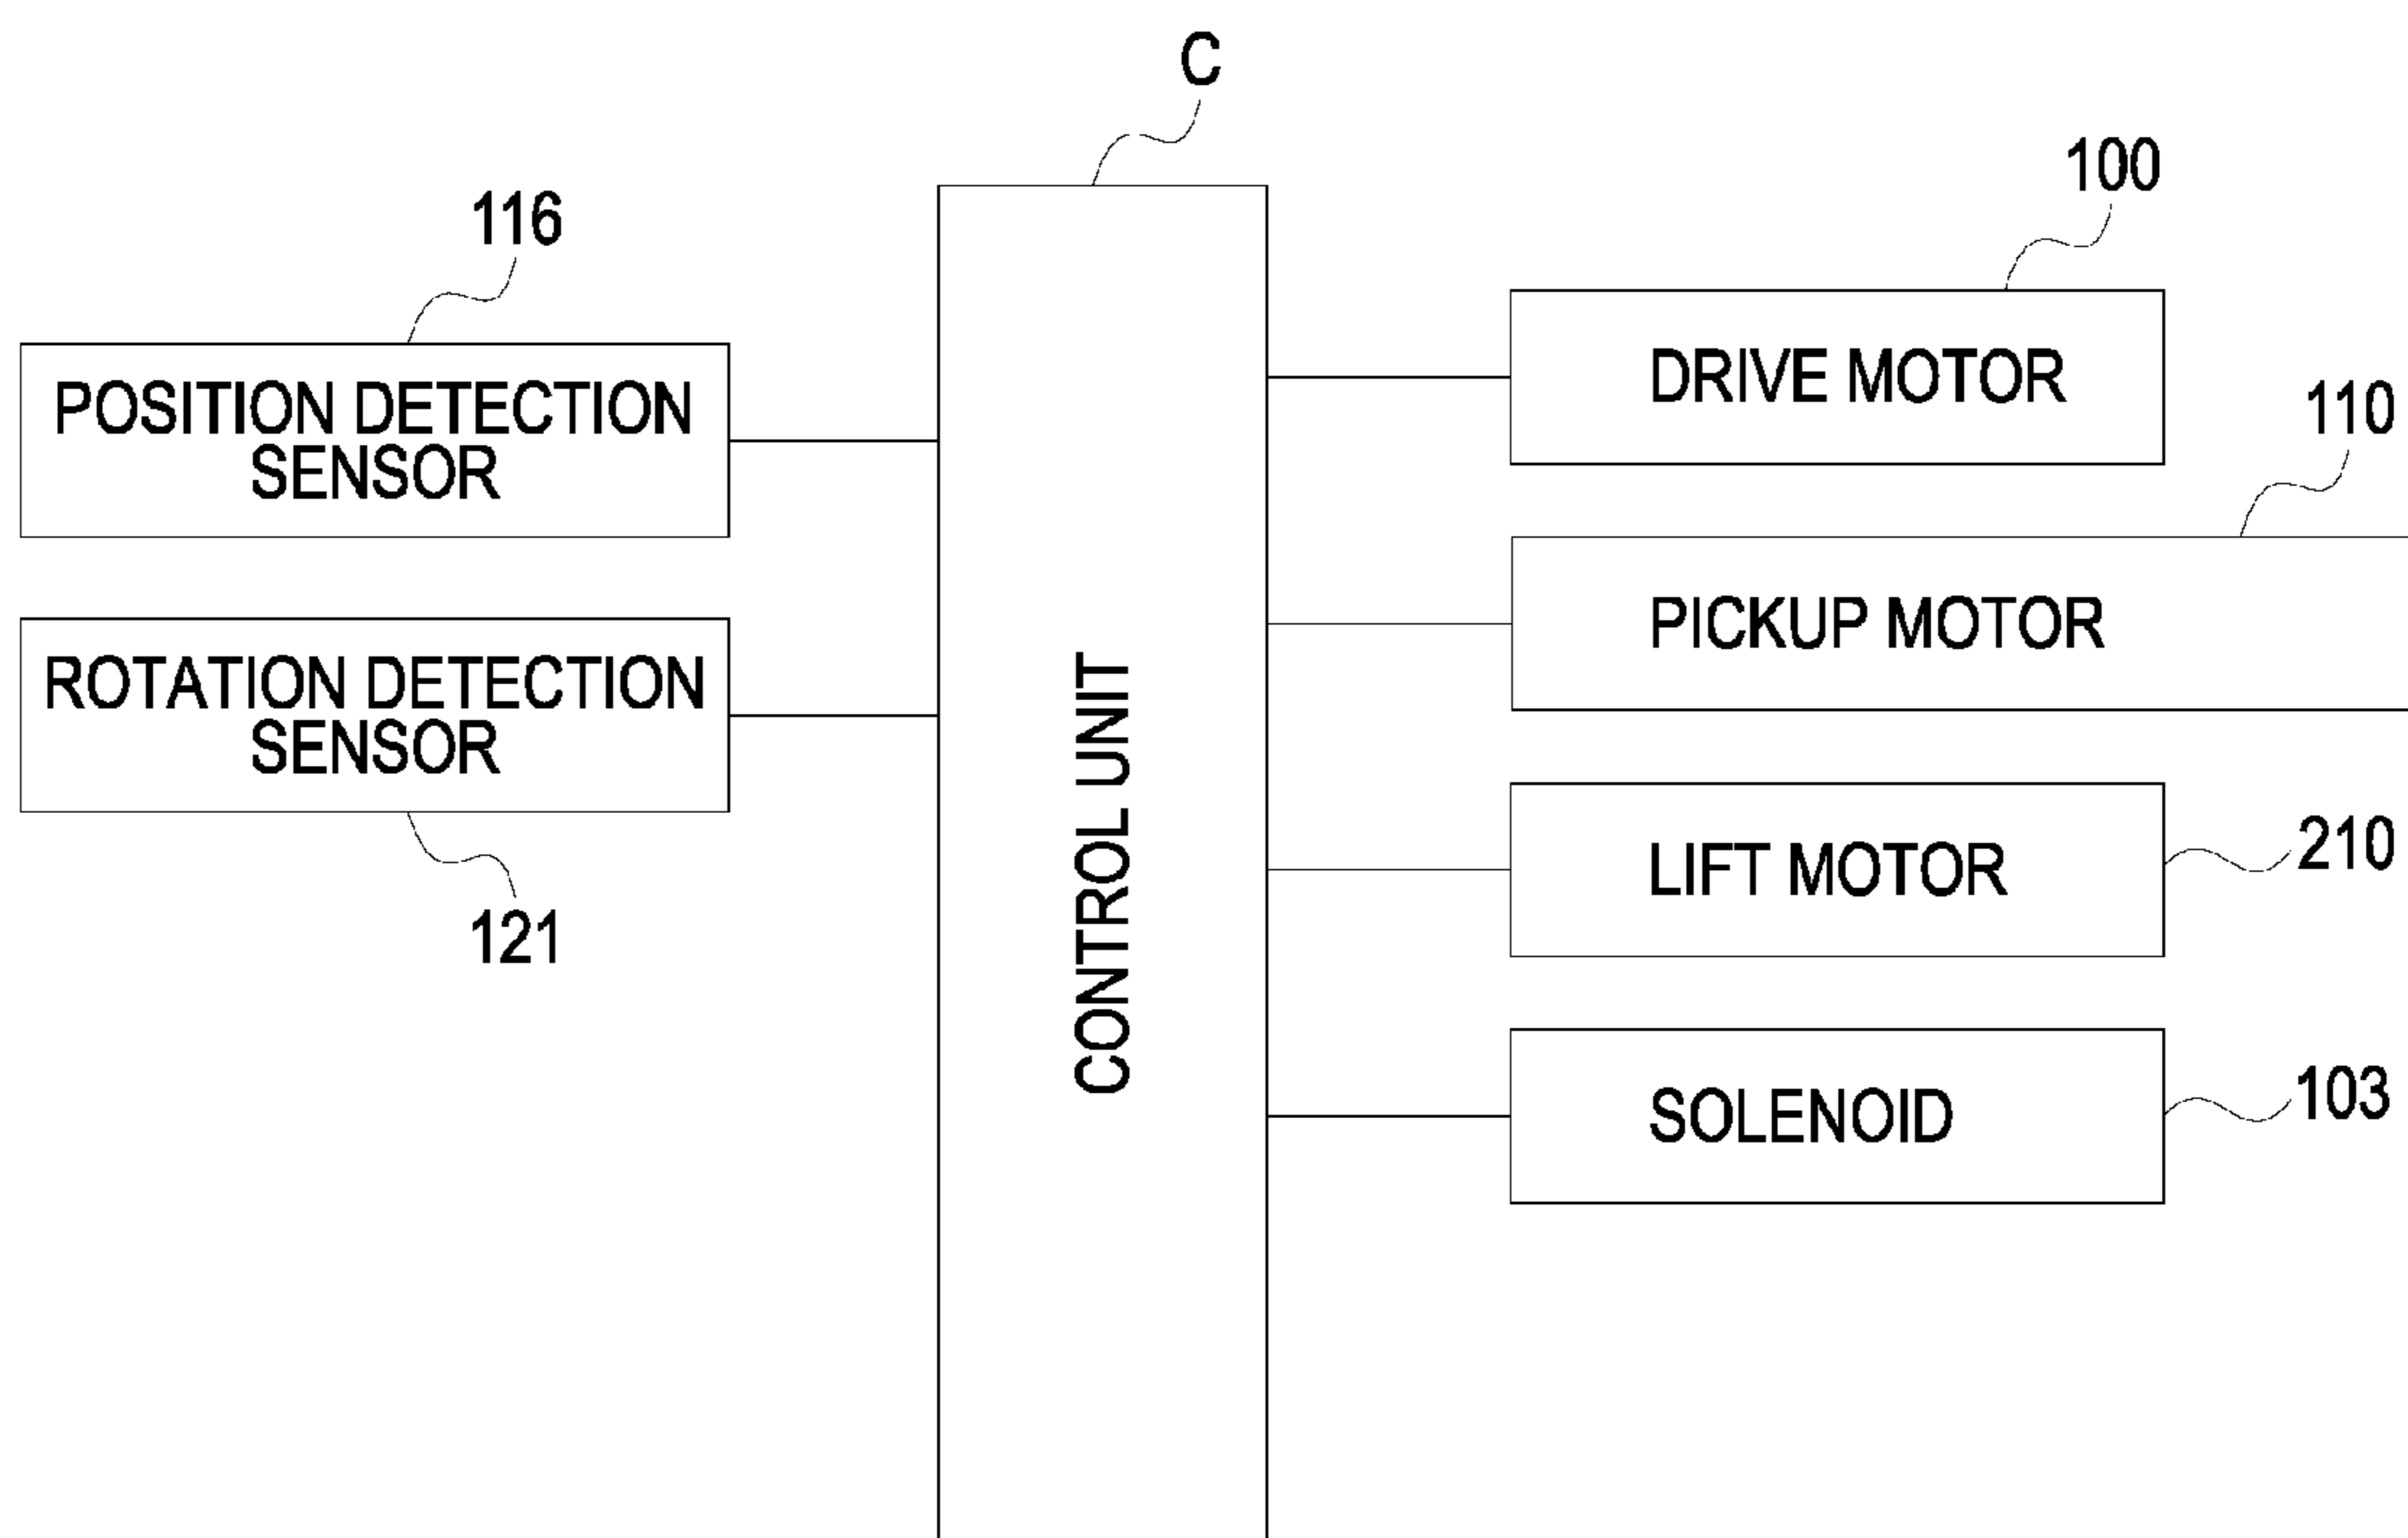 C
116
POSITION DETECTION
SENSOR
ROTATION DETECTION
SENSOR
121
CONTROL UNIT
100
DRIVE MOTOR
110
PICKUP MOTOR
LIFT MOTOR
210
SOLENOID
103